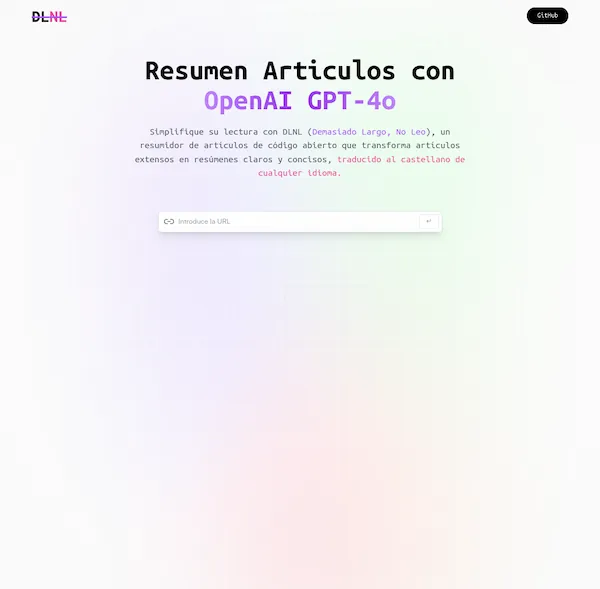 DLNL
GitHub
Resumen Articulos con
OpenAI GPT-4o
Simplifique su lectura con DLNL (Demasiado Largo, No Leo), un
resumidor de articulos de código abierto que transforma artículos
extensos en resúmenes claros y concisos, traducido al castellano de
cualquier idioma.
Introduce la URL
↵